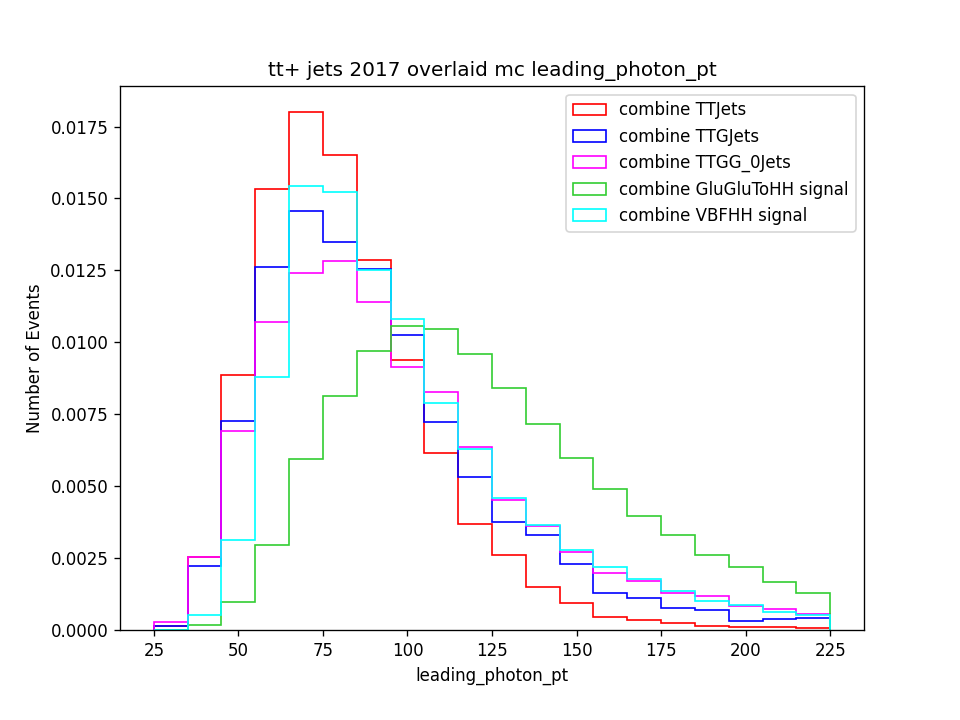 tt+ jets 2017 overlaid mc leading_photon_pt
combine TTJets
combine TTGJets
combine TTGG_0Jets
combine GluGluToHH signal
combine VBFHH signal
Number of Events
0.0175
0.0150
0.0125
0.0100
0.0075
0.0050
0.0025
0.0000
25 50 75 100 125 150 175 200 225
leading_photon_pt